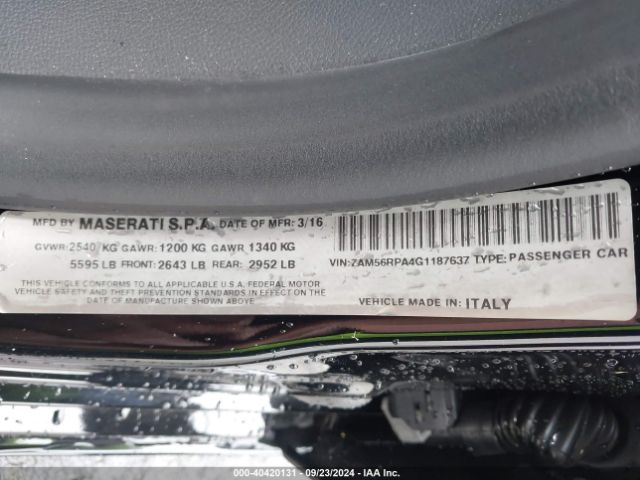 MFD BY MASERATI S.P.A. DATE OF MFR: 3/16
GVWR: 2540 KG GAWR: 1200 KG GAWR 1340 KG
5595 LB FRONT: 2643 LB REAR: 2952 LB
THIS VEHICLE CONFORMS TO ALL APPLICABLE U.S.A. FEDERAL MOTOR
VEHICLE SAFETY AND THEFT PREVENTION STANDARDS IN EFFECT ON THE
DATE OF MANUFACTURE SHOWN ABOVE
VIN: ZAM56RPA4G1187637 TYPE: PASSENGER CAR
VEHICLE MADE IN: ITALY
000-40420131 - 09/23/2024 - IAA Inc.